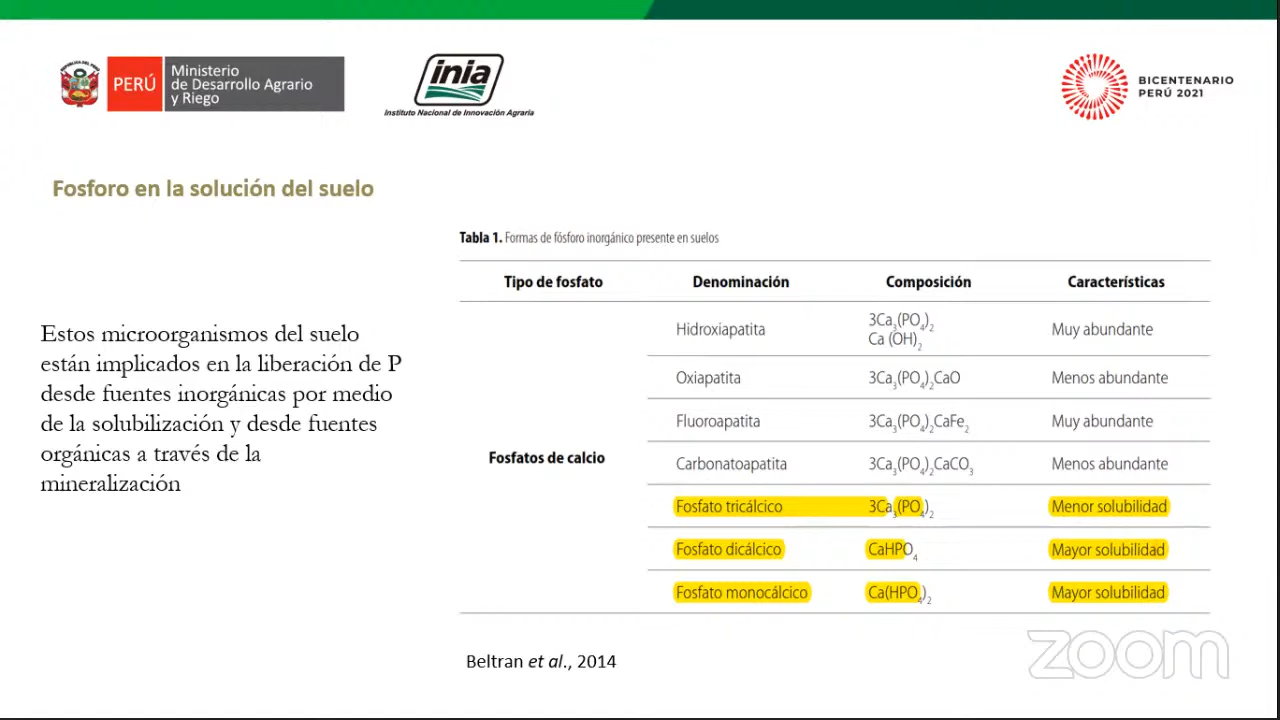 PERÚ
Ministerio
de Desarrollo Agrario
y Riego
inia
Instituto Nacional de Innovación Agraria
BICENTENARIO
PERÚ 2021
Fosforo en la solución del suelo
Estos microorganismos del suelo
están implicados en la liberación de P
desde fuentes inorgánicas por medio
de la solubilización y desde fuentes
orgánicas a través de la
mineralización
Tabla 1. Formas de fósforo inorgánico presente en suelos
Tipo de fosfato Denominación Composición Características
Fosfatos de calcio
Hidroxiapatita 3Ca3(PO4)2 Muy abundante
Ca (OH)2
Oxiapatita 3Ca3(PO4)2CaO Menos abundante
Fluoroapatita 3Ca3(PO4)2CaFe2 Muy abundante
Carbonatoapatita 3Ca3(PO4)2CaCO3 Menos abundante
Fosfato tricálcico 3Ca3(PO4)2 Menor solubilidad
Fosfato dicálcico CaHPO4 Mayor solubilidad
Fosfato monocálcico Ca(HPO4)2 Mayor solubilidad
Beltran et al., 2014
zoom